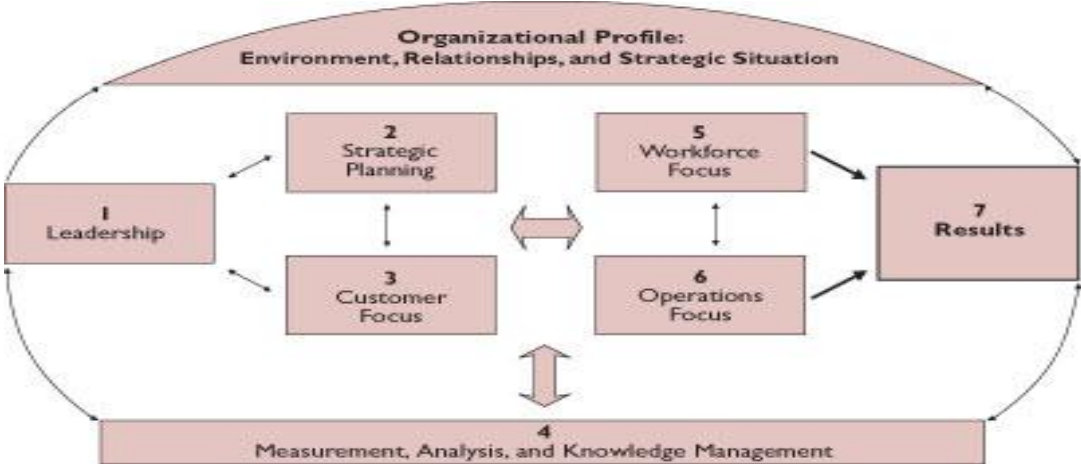 Organizational Profile:
Environment, Relationships, and Strategic Situation
2
Strategic
Planning
5
Workforce
Focus
1
Leadership
7
Results
3
Customer
Focus
6
Operations
Focus
4
Measurement, Analysis, and Knowledge Management